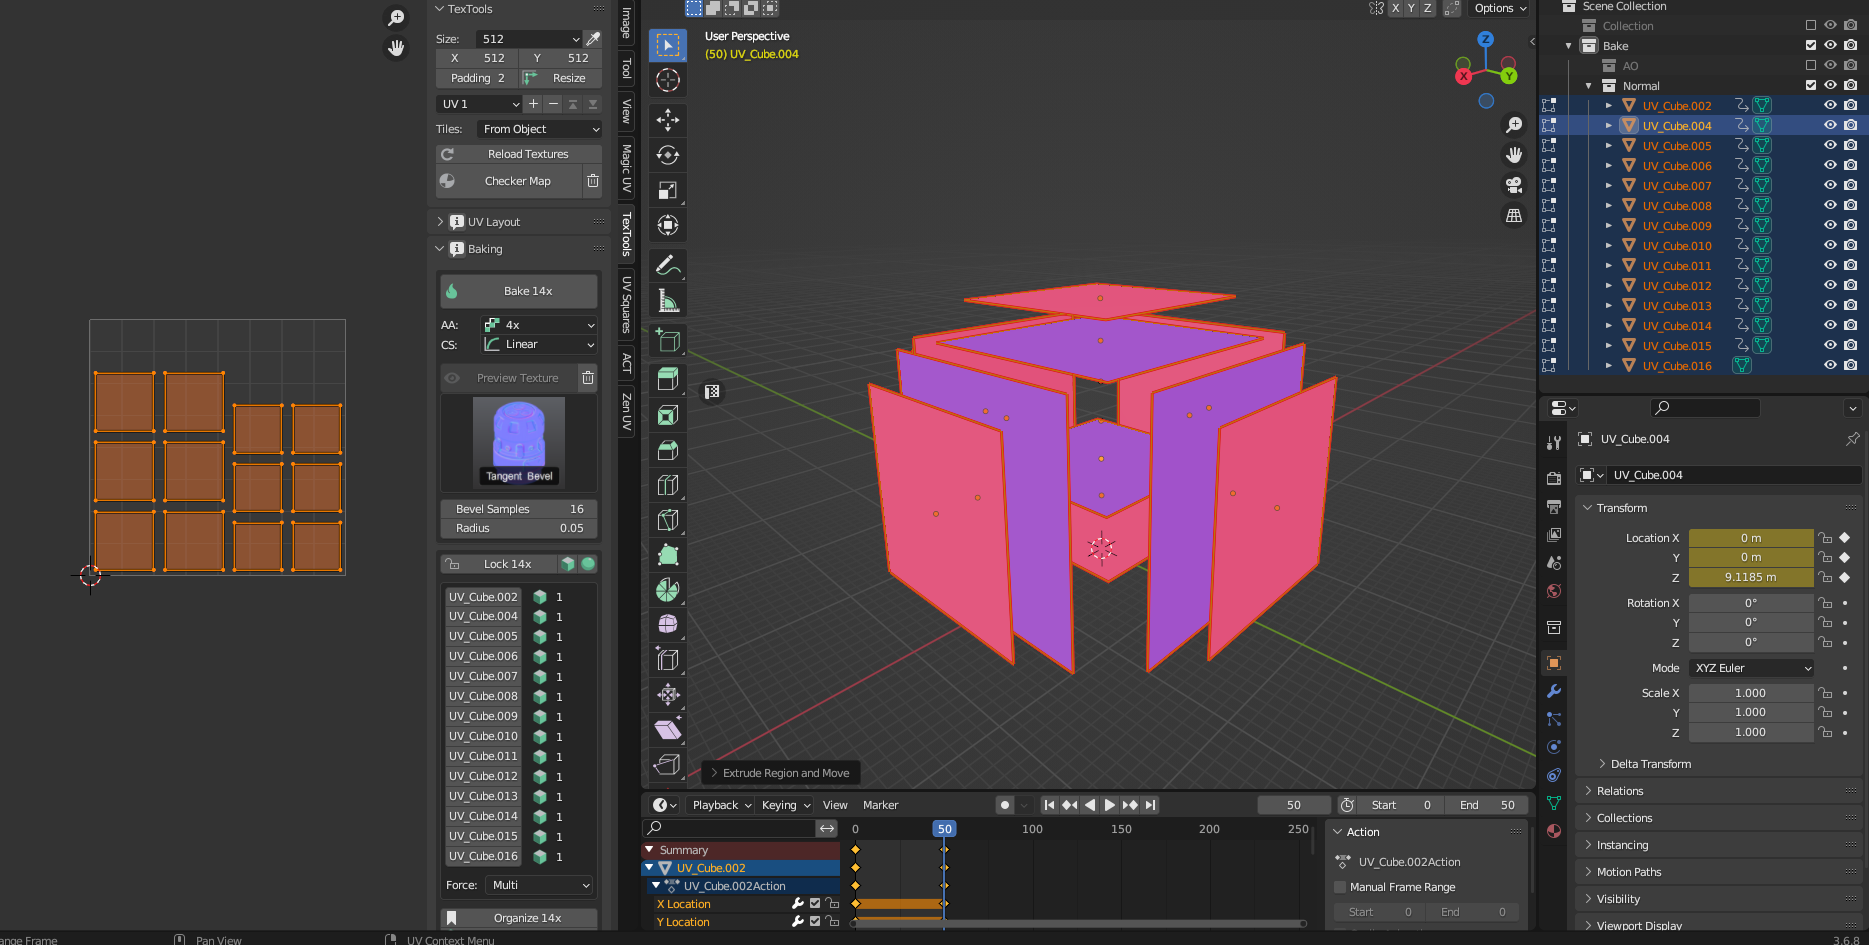 TexTools
Size: 512
X 512 Y 512
Padding 2 Resize
UV 1
Tiles: From Object
Reload Textures
Checker Map
UV Layout
Baking
Bake 14x
AA: 4x
CS: Linear
Preview Texture
Tangent Bevel
Bevel Samples 16
Radius 0.05
Lock 14x
UV_Cube.002 1
UV_Cube.004 1
UV_Cube.005 1
UV_Cube.006 1
UV_Cube.007 1
UV_Cube.008 1
UV_Cube.009 1
UV_Cube.010 1
UV_Cube.011 1
UV_Cube.012 1
UV_Cube.013 1
UV_Cube.014 1
UV_Cube.015 1
UV_Cube.016 1
Force: Multi
Organize 14x
Image
Tool
View
Magic UV
TexTools
UV Squares
ACT
Zen UV
X Y Z Options
User Perspective
(50) UV_Cube.004
Z
X
Y
Extrude Region and Move
Playback Keying View Marker 50 Start 0 End 50
0 50 100 150 200 250
Summary
UV_Cube.002
UV_Cube.002Action
X Location
Y Location
Action
UV_Cube.002Action
Manual Frame Range
Start 0 End 0
Scene Collection
Collection
Bake
AO
Normal
UV_Cube.002
UV_Cube.004
UV_Cube.005
UV_Cube.006
UV_Cube.007
UV_Cube.008
UV_Cube.009
UV_Cube.010
UV_Cube.011
UV_Cube.012
UV_Cube.013
UV_Cube.014
UV_Cube.015
UV_Cube.016
UV_Cube.004
UV_Cube.004
Transform
Location X 0 m
Y 0 m
Z 9.1185 m
Rotation X 0°
Y 0°
Z 0°
Mode XYZ Euler
Scale X 1.000
Y 1.000
Z 1.000
Delta Transform
Relations
Collections
Instancing
Motion Paths
Visibility
Viewport Display
ange Frame Pan View UV Context Menu 3.6.8